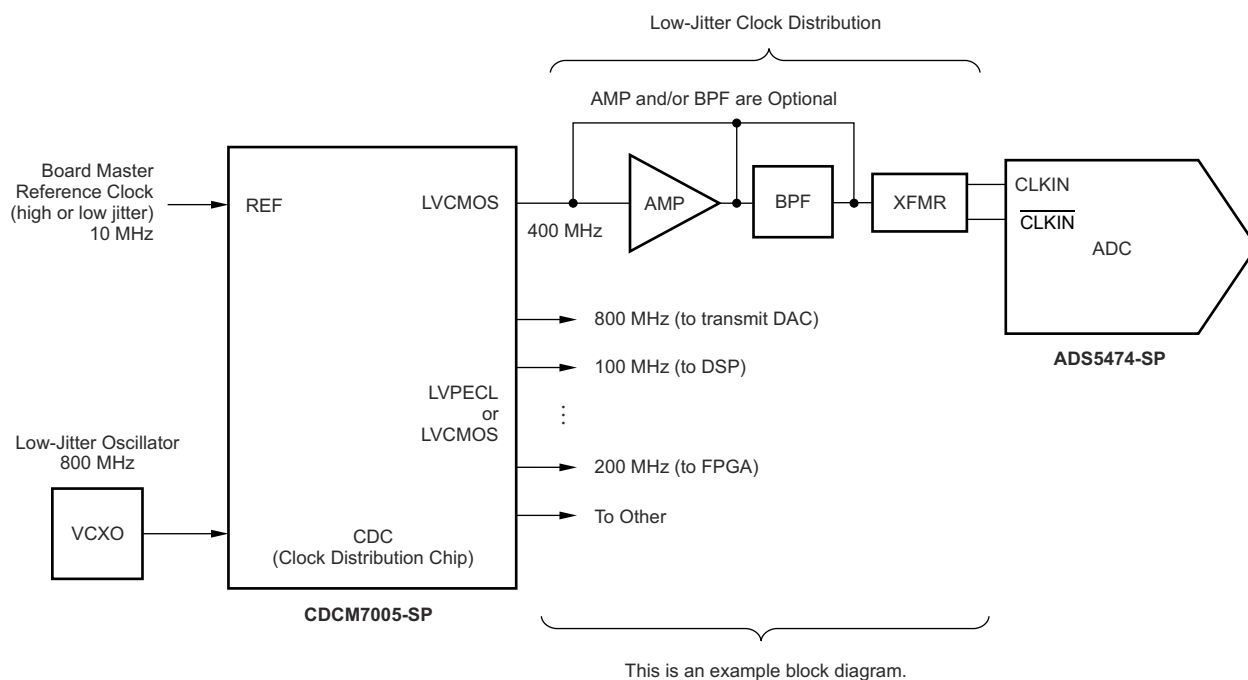 Low-Jitter Clock Distribution
AMP and/or BPF are Optional
Board Master
Reference Clock
(high or low jitter)
10 MHz
REF
LVCMOS
400 MHz
AMP
BPF
XFMR
CLKIN
CLKIN
ADC
ADS5474-SP
800 MHz (to transmit DAC)
100 MHz (to DSP)
LVPECL
or
LVCMOS
⋮
200 MHz (to FPGA)
To Other
Low-Jitter Oscillator
800 MHz
VCXO
CDC
(Clock Distribution Chip)
CDCM7005-SP
This is an example block diagram.